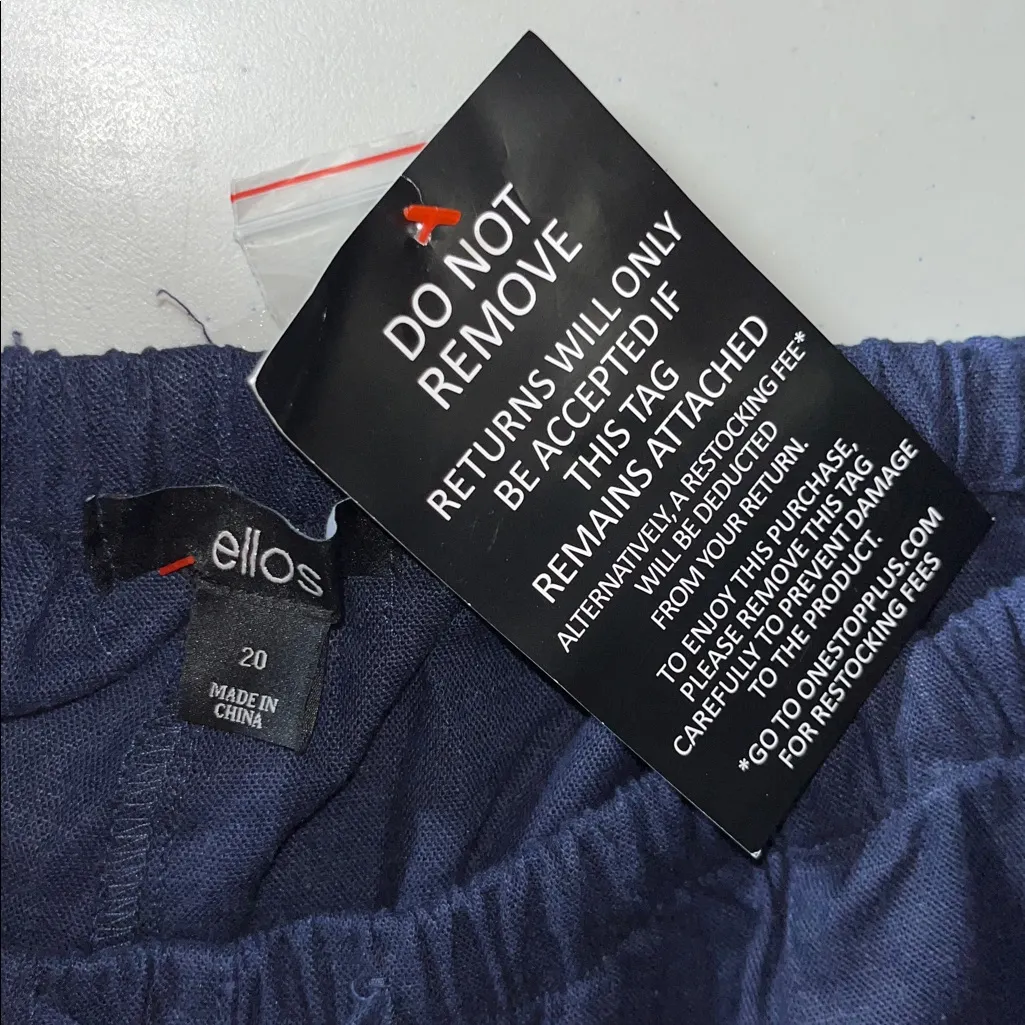 DO NOT
REMOVE
RETURNS WILL ONLY
BE ACCEPTED IF
THIS TAG
REMAINS ATTACHED
ALTERNATIVELY, A RESTOCKING FEE*
WILL BE DEDUCTED
FROM YOUR RETURN.
TO ENJOY THIS PURCHASE,
PLEASE REMOVE THIS TAG
CAREFULLY TO PREVENT DAMAGE
TO THE PRODUCT.
*GO TO ONESTOPPLUS.COM
FOR RESTOCKING FEES
ellos
20
MADE IN
CHINA